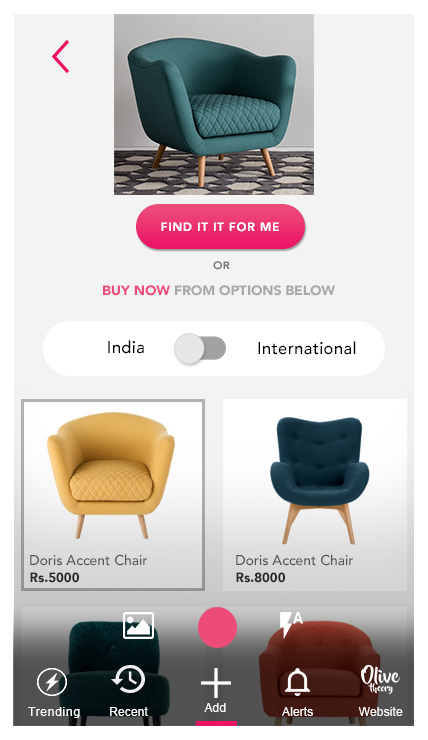 FIND IT IT FOR ME
OR
BUY NOW FROM OPTIONS BELOW
India International
Doris Accent Chair Doris Accent Chair
Rs.5000 Rs.8000
A
Olive
theory
Trending Recent Add Alerts Website